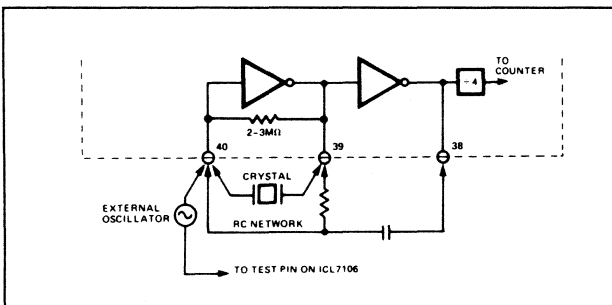 TO
COUNTER
÷4
2-3MΩ
40
39
38
CRYSTAL
EXTERNAL
OSCILLATOR
RC NETWORK
TO TEST PIN ON ICL7106